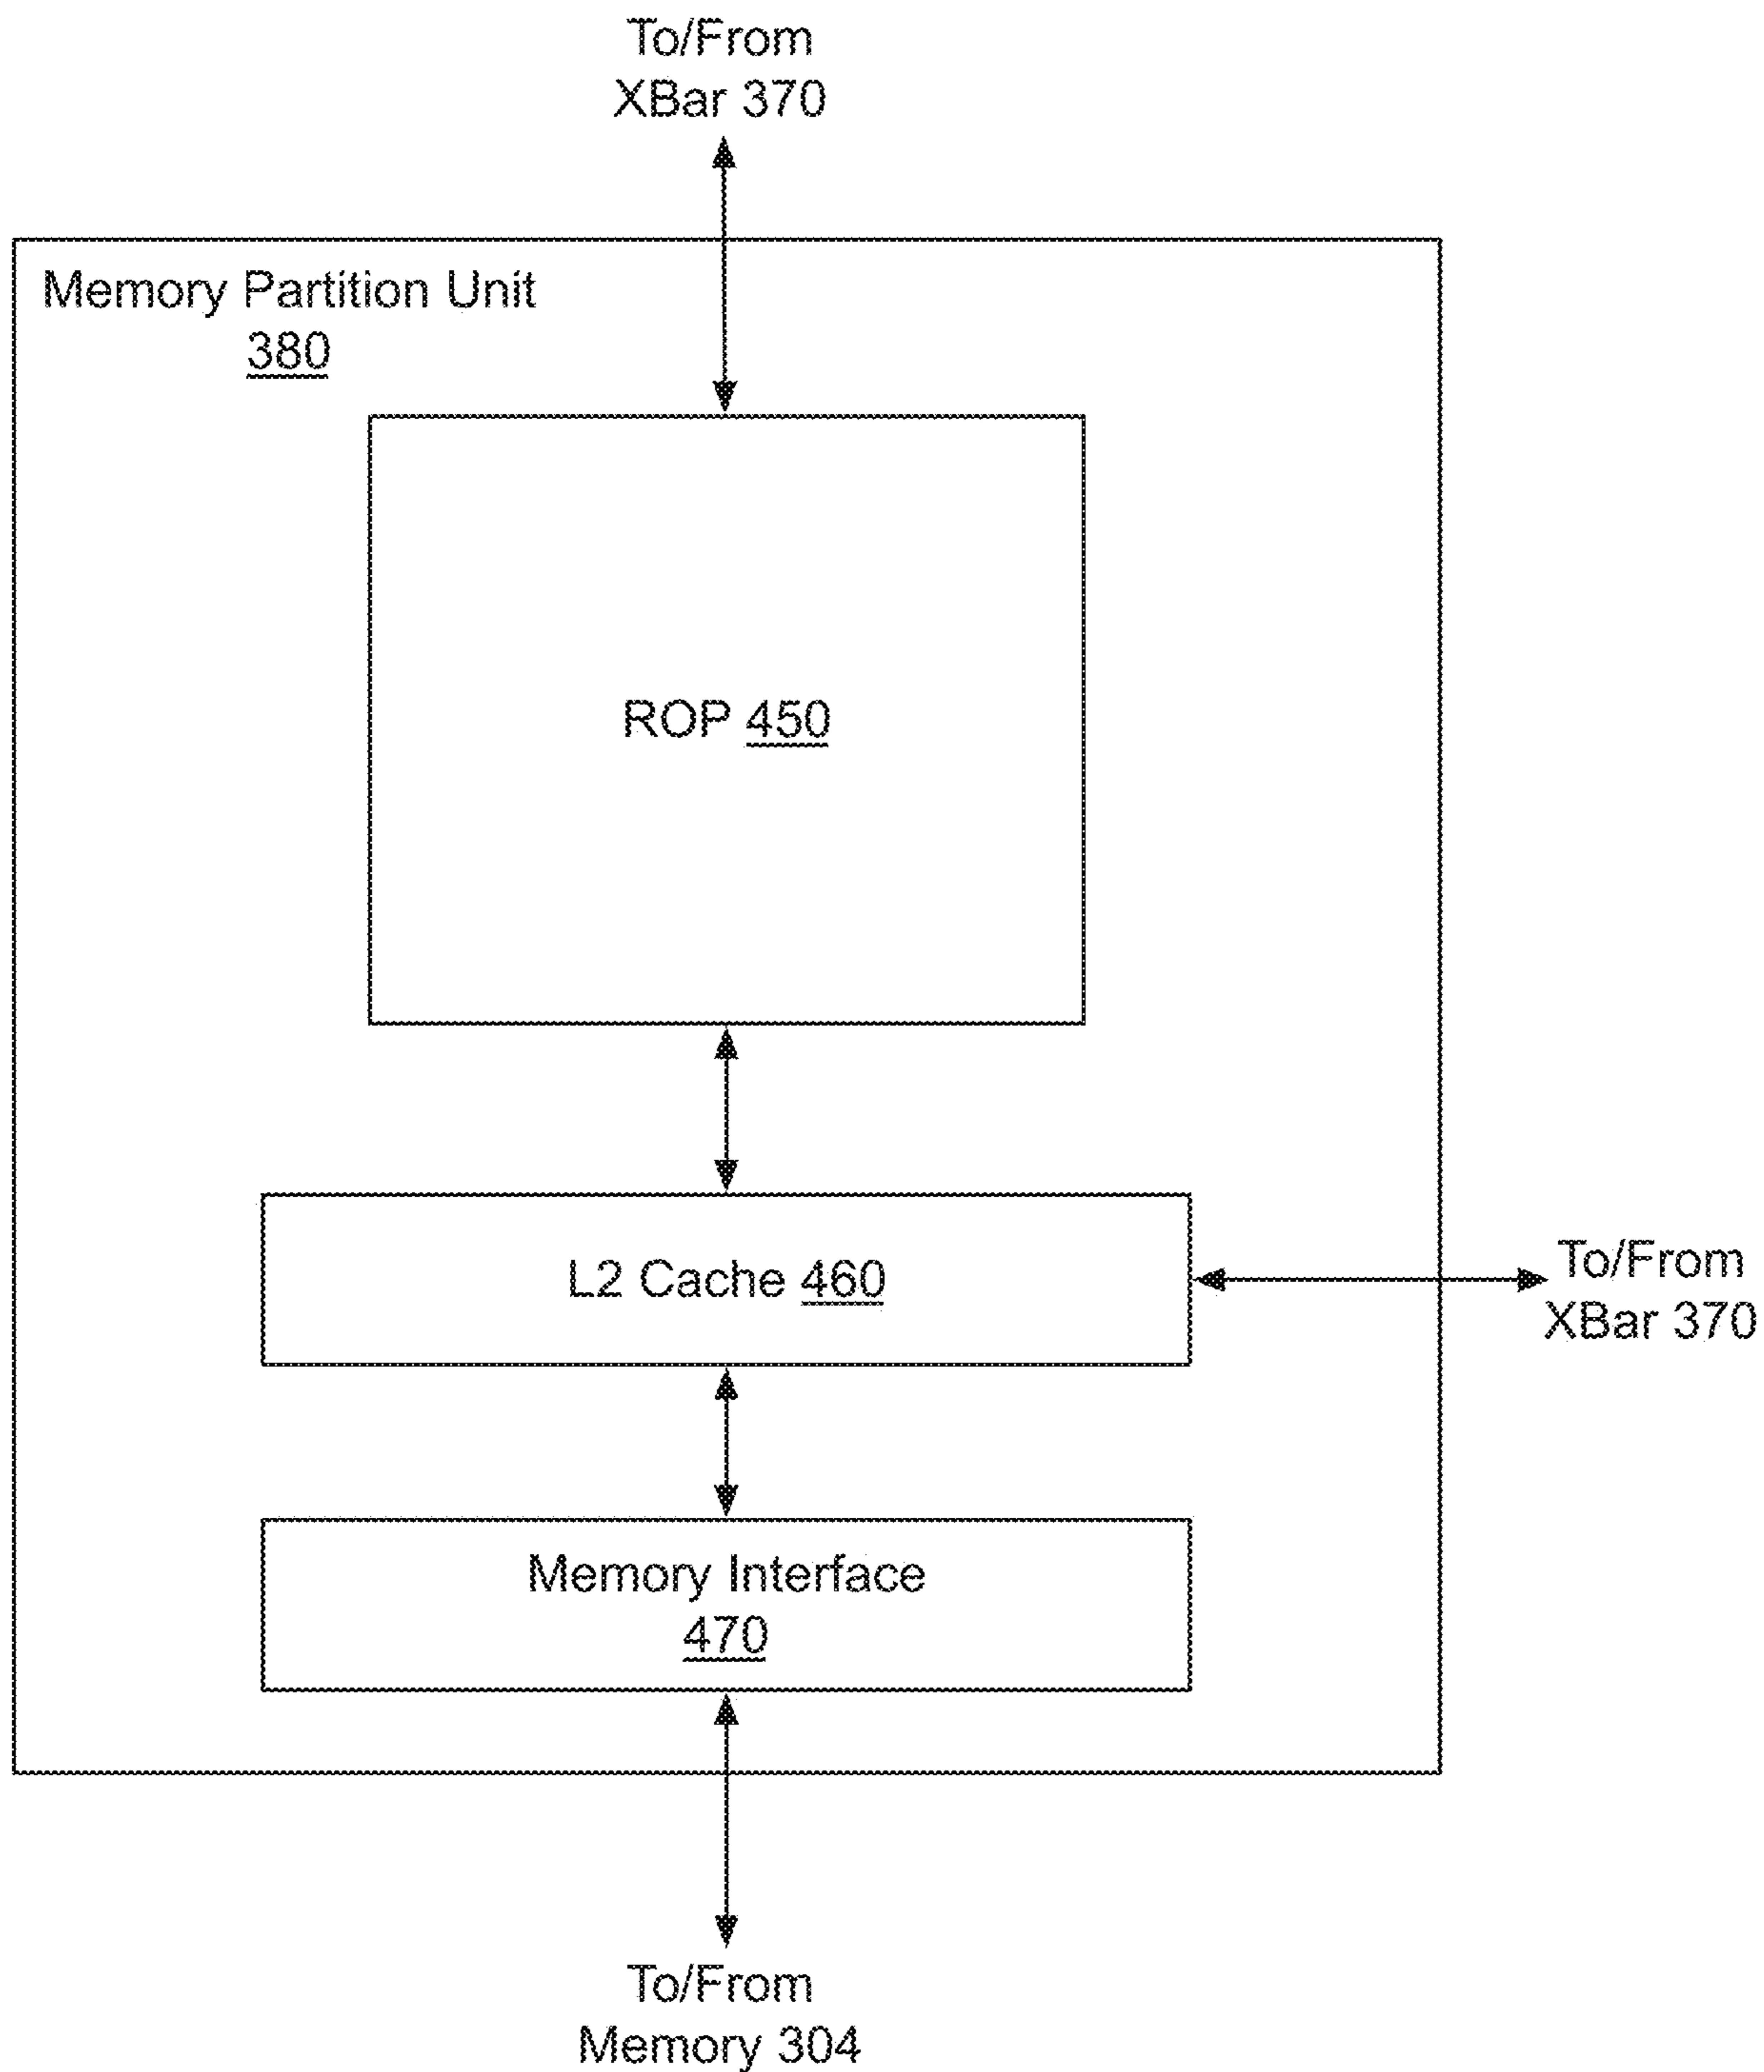 To/From
XBar 370
Memory Partition Unit
380
ROP 450
L2 Cache 460
To/From
XBar 370
Memory Interface
470
To/From
Memory 304